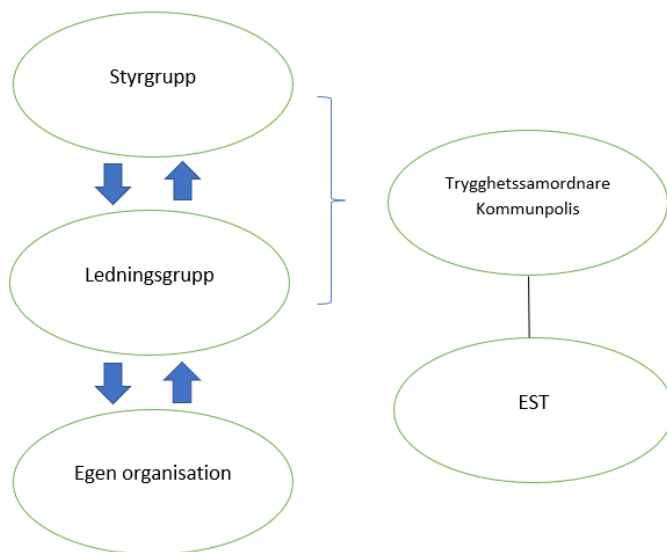 Styrgrupp
Ledningsgrupp
Egen organisation
Trygghetssamordnare
Kommunpolis
EST